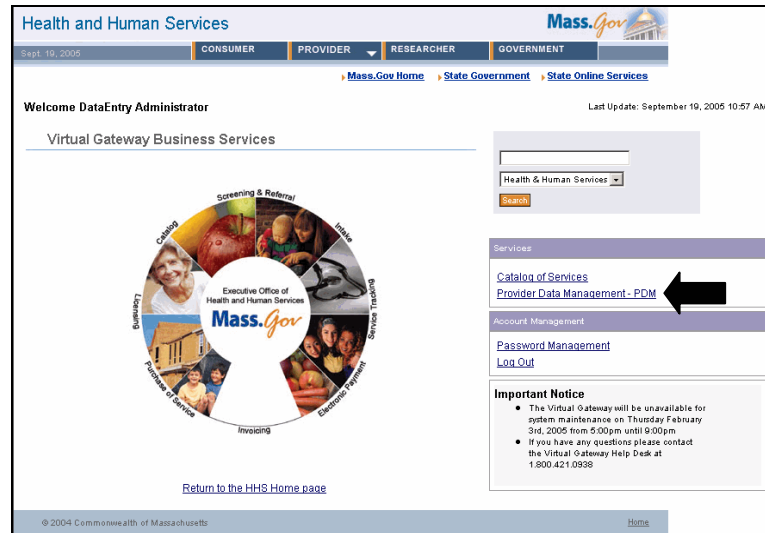 Health and Human Services
Mass.Gov
Sept. 19, 2005
CONSUMER
PROVIDER
RESEARCHER
GOVERNMENT
Mass.Gov Home
State Government
State Online Services
Welcome DataEntry Administrator
Last Update: September 19, 2005 10:57 AM
Virtual Gateway Business Services
Health & Human Services
Search
Screening & Referral
Catalog
Intake
Licensing
Service Tracking
Executive Office of
Health and Human Services
Mass.Gov
Purchase of Service
Electronic Payment
Invoicing
Services
Catalog of Services
Provider Data Management - PDM
Account Management
Password Management
Log Out
Important Notice
The Virtual Gateway will be unavailable for
system maintenance on Thursday February
3rd, 2005 from 5:00pm until 9:00pm
If you have any questions please contact
the Virtual Gateway Help Desk at
1.800.421.0938
Return to the HHS Home page
© 2004 Commonwealth of Massachusetts
Home